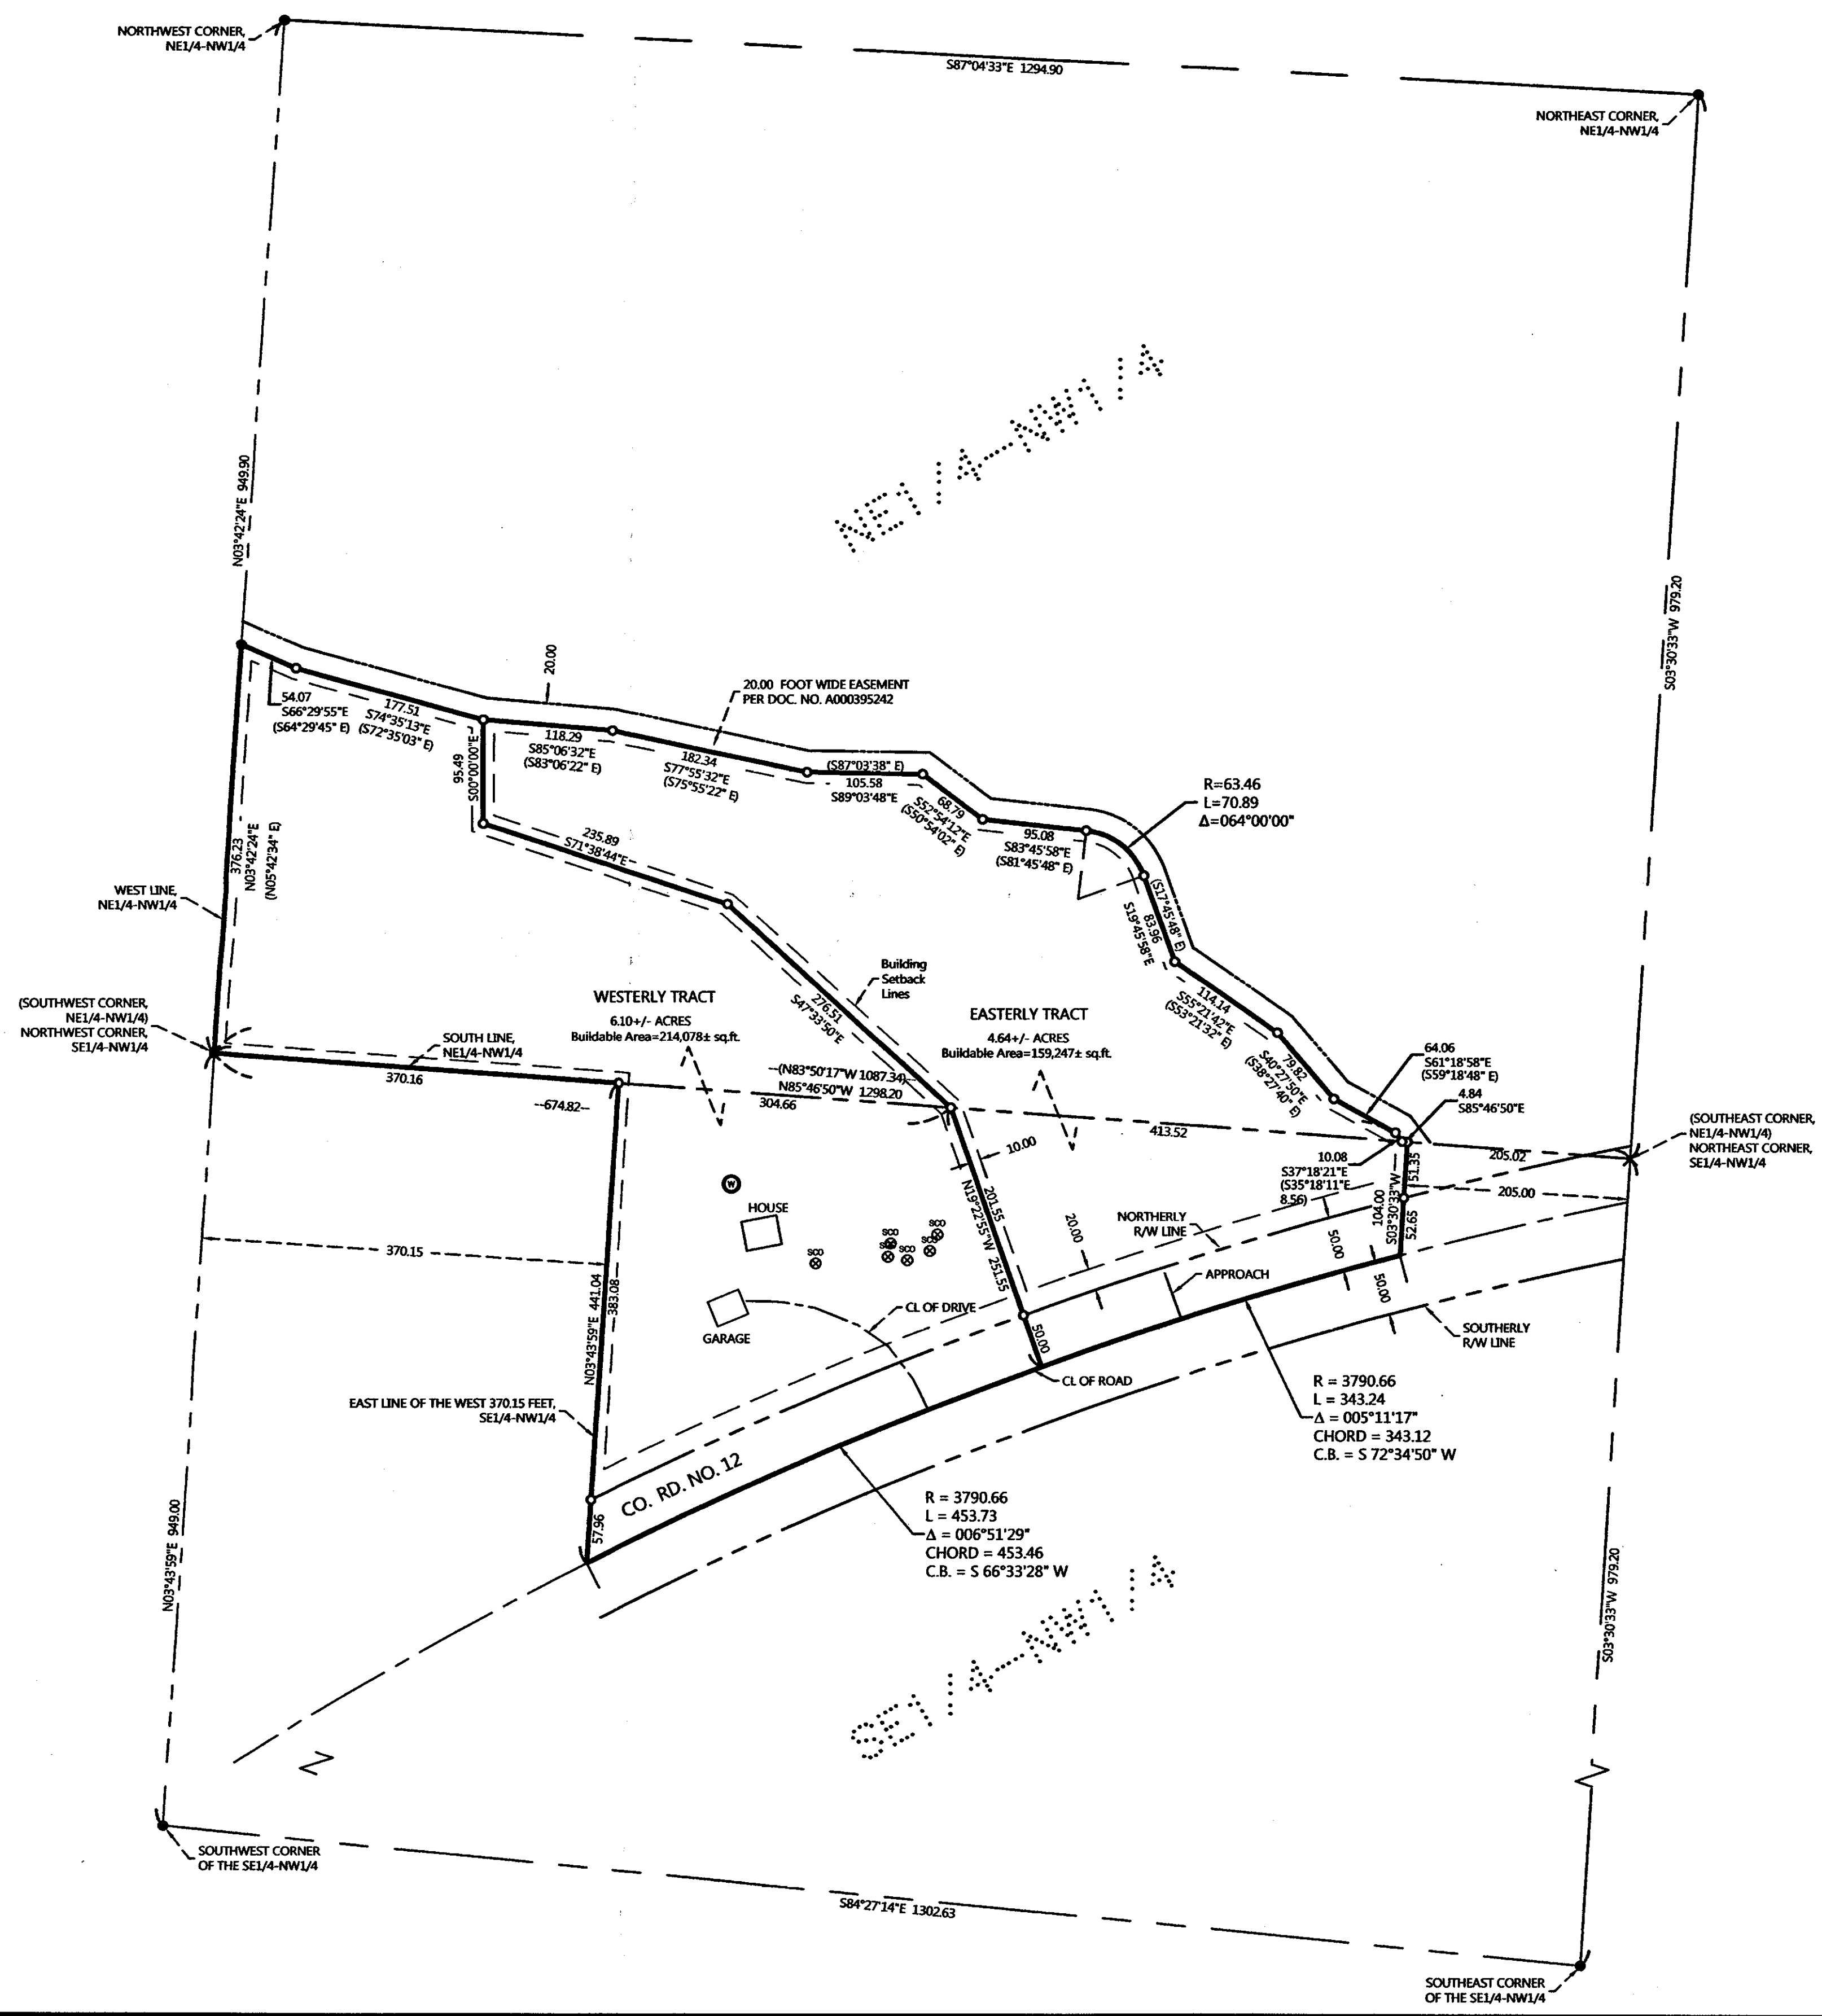 NORTHWEST CORNER,
NE1/4-NW1/4
S87°04'33"E 1294.90
NORTHEAST CORNER,
NE1/4-NW1/4
NE1/4-NW1/4
N03°42'24"E 949.90
S03°30'33"W 979.20
20.00
20.00 FOOT WIDE EASEMENT
PER DOC. NO. A000395242
54.07
S66°29'55"E
(S64°29'45" E)
177.51
S74°35'13"E
(S72°35'03" E)
118.29
S85°06'32"E
(S83°06'22" E)
182.34
S77°55'32"E
(S75°55'22" E)
(S87°03'38" E)
105.58
S89°03'48"E
68.79
S52°54'12"E
(S50°54'02" E)
95.08
S83°45'58"E
(S81°45'48" E)
R=63.46
L=70.89
Δ=064°00'00"
(S17°45'48" E)
83.96
S19°45'58"E
114.14
S55°21'42"E
(S53°21'32" E)
79.82
S40°27'50"E
(S38°27'40" E)
64.06
S61°18'58"E
(S59°18'48" E)
4.84
S85°46'50"E
95.49
S00°00'00"E
235.89
S71°38'44"E
276.51
S47°33'50"E
376.23
N03°42'24"E
(N05°42'34" E)
WEST LINE,
NE1/4-NW1/4
Building
Setback
Lines
(SOUTHWEST CORNER,
NE1/4-NW1/4)
NORTHWEST CORNER,
SE1/4-NW1/4
SOUTH LINE,
NE1/4-NW1/4
370.16
WESTERLY TRACT
6.10+/- ACRES
Buildable Area=214,078± sq.ft.
EASTERLY TRACT
4.64+/- ACRES
Buildable Area=159,247± sq.ft.
--674.82--
--(N83°50'17"W 1087.34)--
N85°46'50"W 1298.20
304.66
413.52
(SOUTHEAST CORNER,
NE1/4-NW1/4)
NORTHEAST CORNER,
SE1/4-NW1/4
205.02
205.00
10.08
S37°18'21"E
(S35°18'11"E
8.56)
51.35
104.00
S03°30'33"W
52.65
10.00
201.55
N19°22'55"W 251.55
50.00
W
HOUSE
SCO
SCO
SCO
SCO
SCO
GARAGE
CL OF DRIVE
20.00
NORTHERLY
R/W LINE
50.00
APPROACH
50.00
SOUTHERLY
R/W LINE
CL OF ROAD
370.15
N03°43'59"E 441.04
383.08
EAST LINE OF THE WEST 370.15 FEET,
SE1/4-NW1/4
57.96
CO. RD. NO. 12
R = 3790.66
L = 343.24
Δ = 005°11'17"
CHORD = 343.12
C.B. = S 72°34'50" W
R = 3790.66
L = 453.73
Δ = 006°51'29"
CHORD = 453.46
C.B. = S 66°33'28" W
N03°43'59"E 949.00
S03°30'33"W 979.20
SE1/4-NW1/4
SOUTHWEST CORNER
OF THE SE1/4-NW1/4
S84°27'14"E 1302.63
SOUTHEAST CORNER
OF THE SE1/4-NW1/4